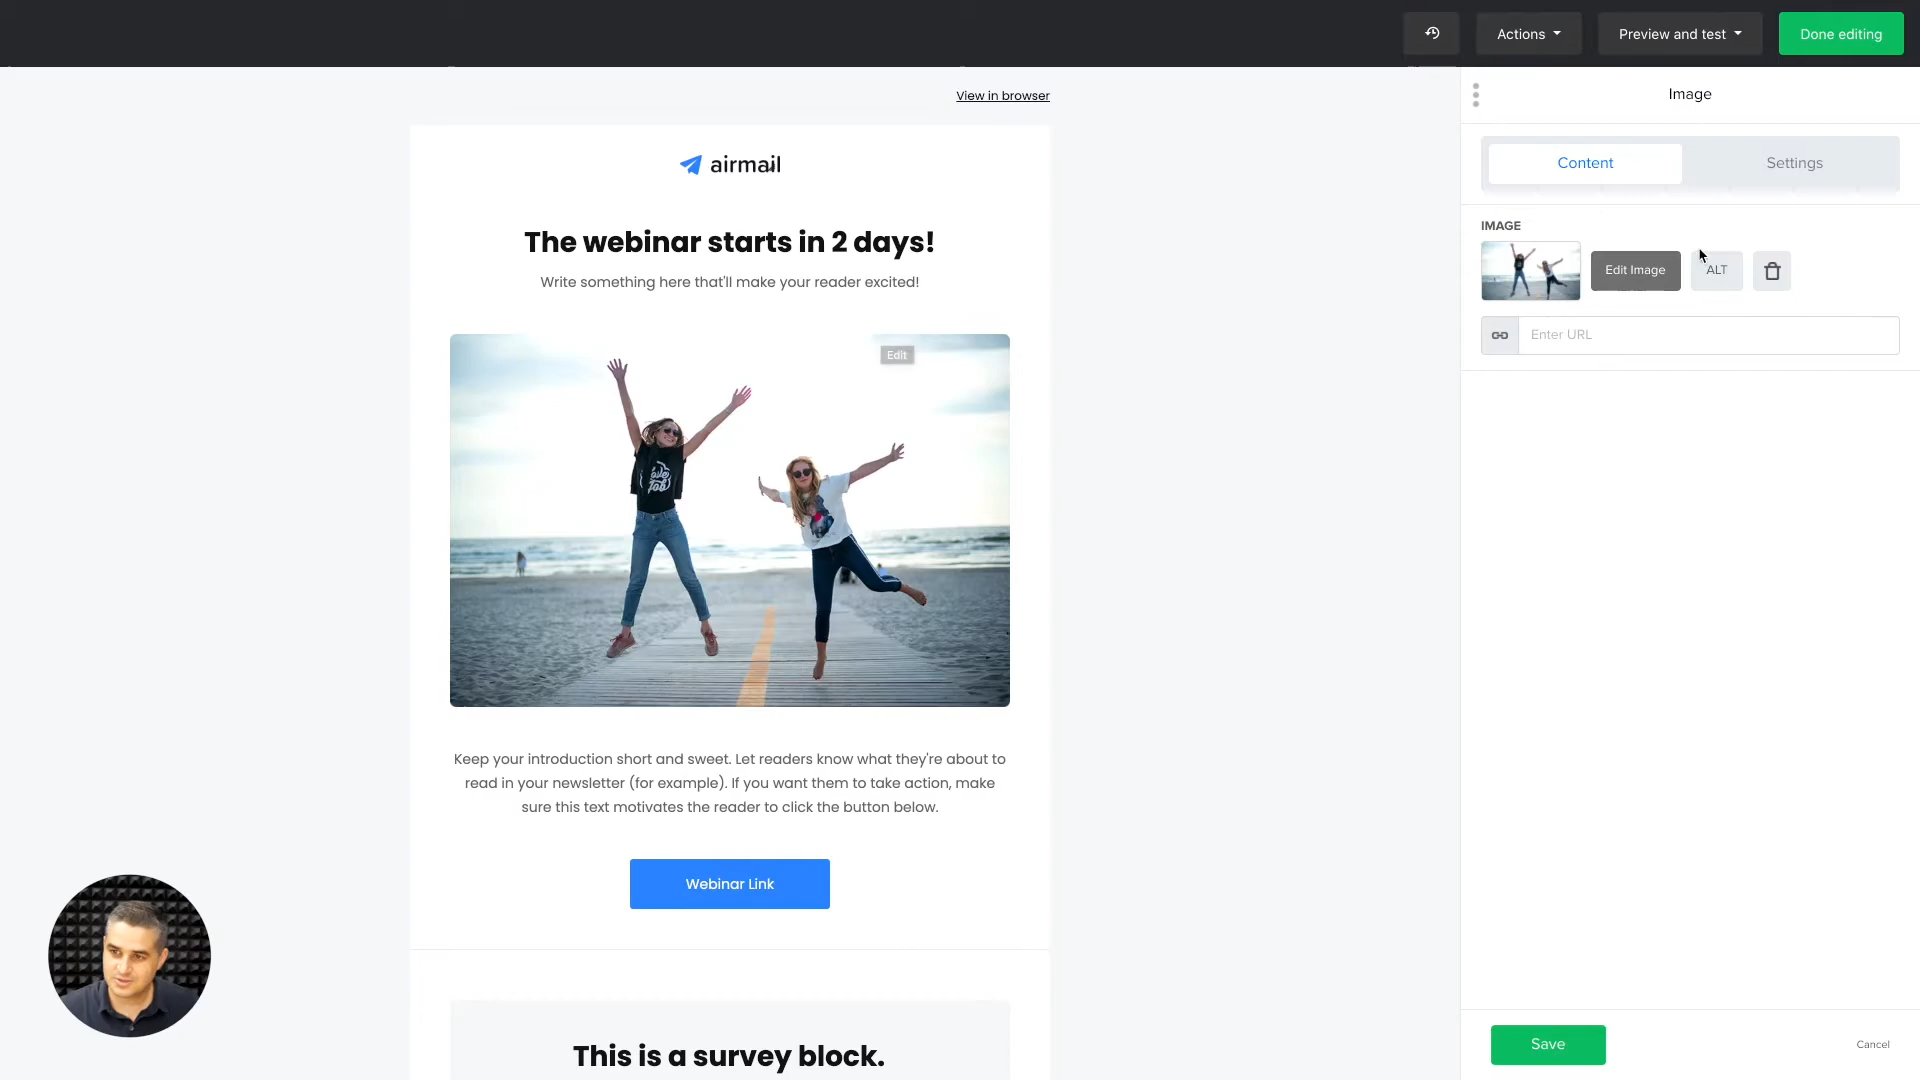 Actions
Preview and test
Done editing
View in browser
Image
Content
Settings
airmail
IMAGE
The webinar starts in 2 days!
Edit Image
ALT
Write something here that'll make your reader excited!
Enter URL
Edit
Keep your introduction short and sweet. Let readers know what they're about to
read in your newsletter (for example). If you want them to take action, make
sure this text motivates the reader to click the button below.
Webinar Link
This is a survey block.
Save
Cancel